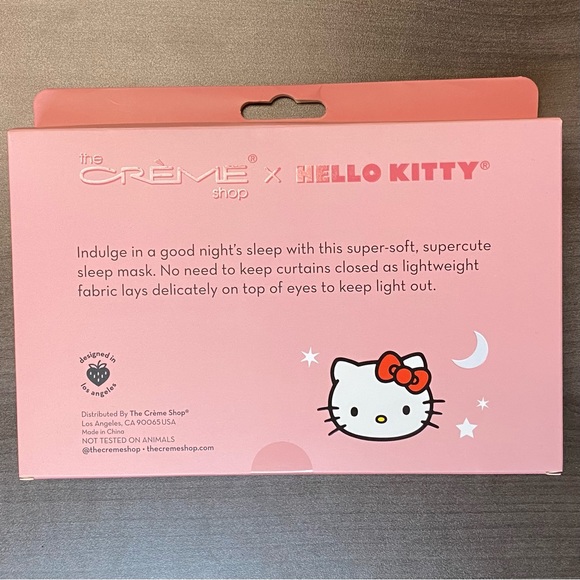 the
CRÈME® x HELLO KITTY®
shop
Indulge in a good night's sleep with this super-soft, supercute
sleep mask. No need to keep curtains closed as lightweight
fabric lays delicately on top of eyes to keep light out.
designed in
los angeles
Distributed By The Crème Shop®
Los Angeles, CA 90065 USA
Made in China
NOT TESTED ON ANIMALS
@thecremeshop • thecremeshop.com